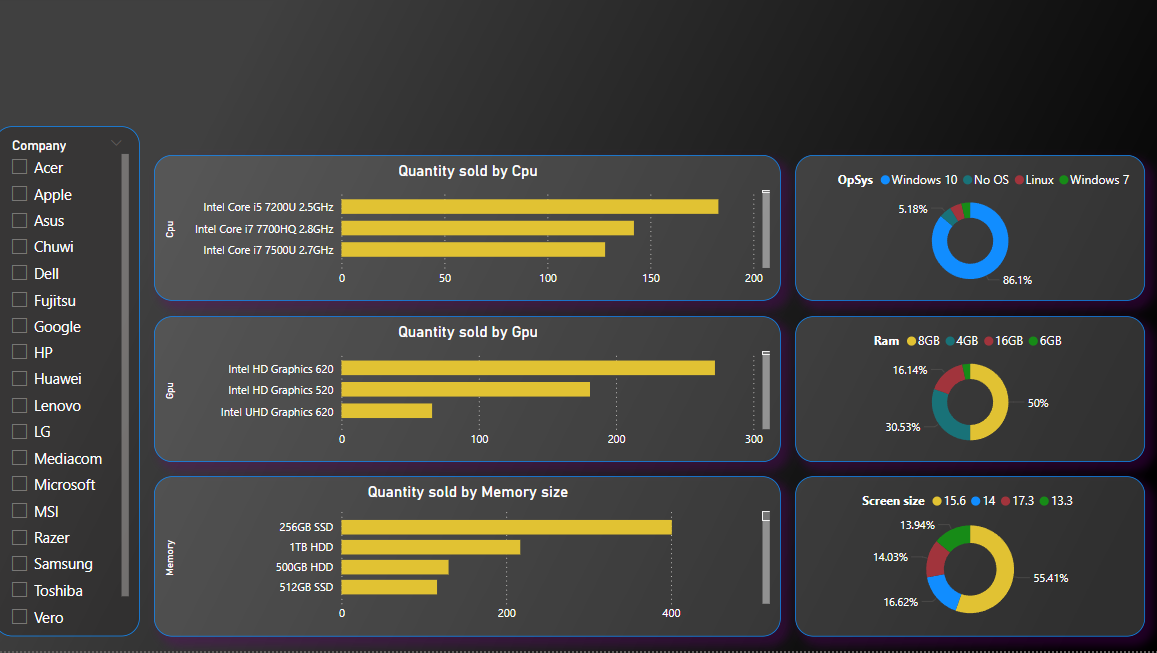 Company
Acer
Apple
Asus
Chuwi
Dell
Fujitsu
Google
HP
Huawei
Lenovo
LG
Mediacom
Microsoft
MSI
Razer
Samsung
Toshiba
Vero
Quantity sold by Cpu
Cpu
Intel Core i5 7200U 2.5GHz
Intel Core i7 7700HQ 2.8GHz
Intel Core i7 7500U 2.7GHz
0 50 100 150 200
OpSys Windows 10 No OS Linux Windows 7
5.18%
86.1%
Quantity sold by Gpu
Gpu
Intel HD Graphics 620
Intel HD Graphics 520
Intel UHD Graphics 620
0 100 200 300
Ram 8GB 4GB 16GB 6GB
16.14%
50%
30.53%
Quantity sold by Memory size
Memory
256GB SSD
1TB HDD
500GB HDD
512GB SSD
0 200 400
Screen size 15.6 14 17.3 13.3
13.94%
14.03%
55.41%
16.62%